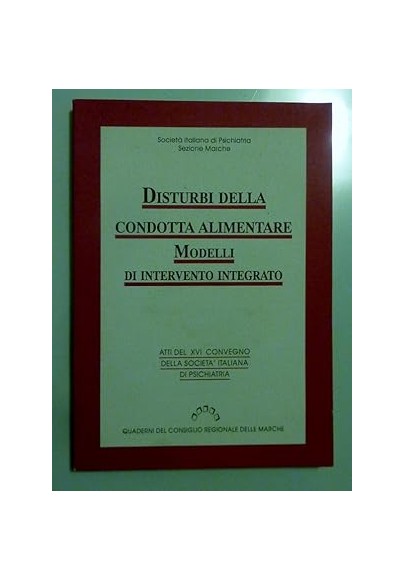 Società Italiana di Psichiatria
Sezione Marche
DISTURBI DELLA
CONDOTTA ALIMENTARE
MODELLI
DI INTERVENTO INTEGRATO
ATTI DEL XVI CONVEGNO
DELLA SOCIETA' ITALIANA
DI PSICHIATRIA
QUADERNI DEL CONSIGLIO REGIONALE DELLE MARCHE